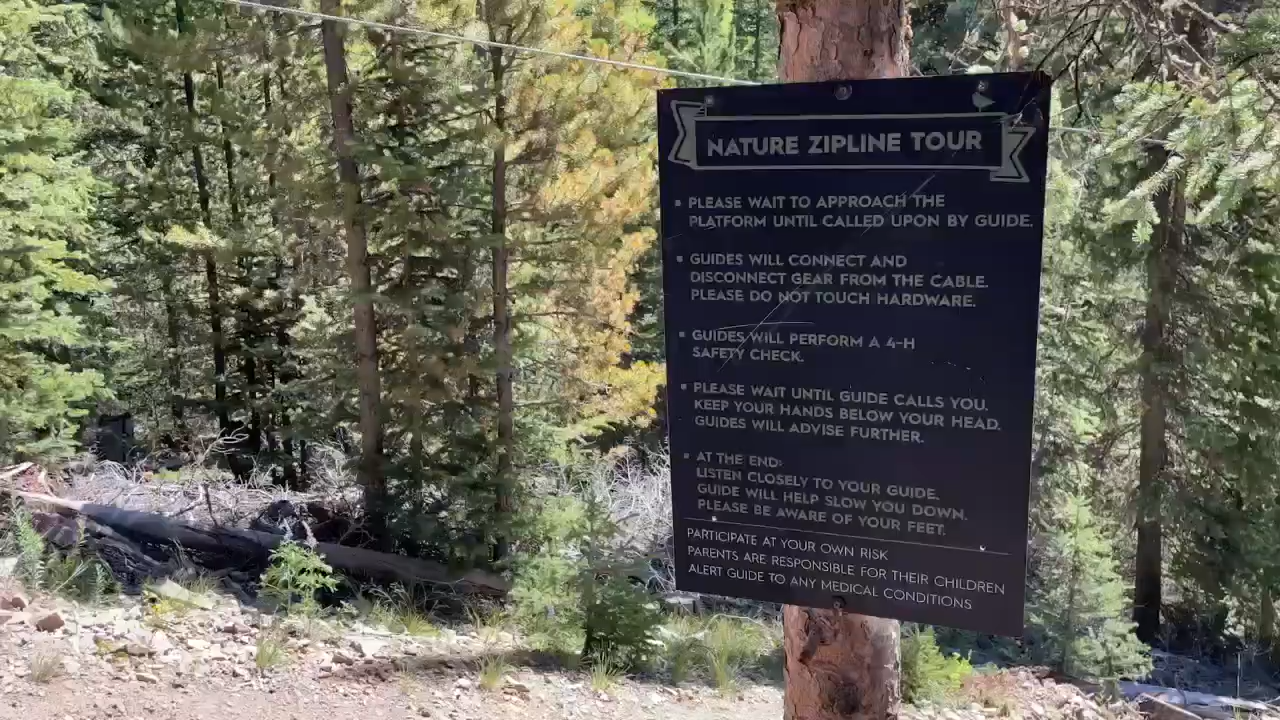 NATURE ZIPLINE TOUR
▪ PLEASE WAIT TO APPROACH THE
PLATFORM UNTIL CALLED UPON BY GUIDE.
▪ GUIDES WILL CONNECT AND
DISCONNECT GEAR FROM THE CABLE.
PLEASE DO NOT TOUCH HARDWARE.
▪ GUIDES WILL PERFORM A 4-H
SAFETY CHECK.
▪ PLEASE WAIT UNTIL GUIDE CALLS YOU.
KEEP YOUR HANDS BELOW YOUR HEAD.
GUIDES WILL ADVISE FURTHER.
▪ AT THE END:
LISTEN CLOSELY TO YOUR GUIDE.
GUIDE WILL HELP SLOW YOU DOWN.
PLEASE BE AWARE OF YOUR FEET.
PARTICIPATE AT YOUR OWN RISK
PARENTS ARE RESPONSIBLE FOR THEIR CHILDREN
ALERT GUIDE TO ANY MEDICAL CONDITIONS